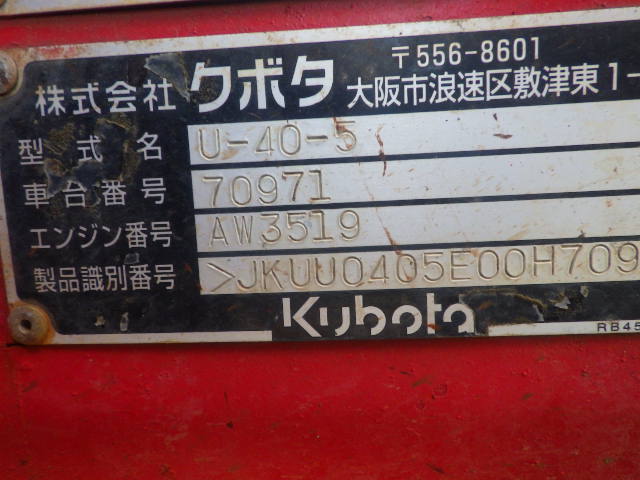 〒556-8601
株式会社 クボタ 大阪市浪速区敷津東1-
型式名 U-40-5
車台番号 70971
エンジン番号 AW3519
製品識別番号 >JKUU0405E00H709
Kubota
RB45